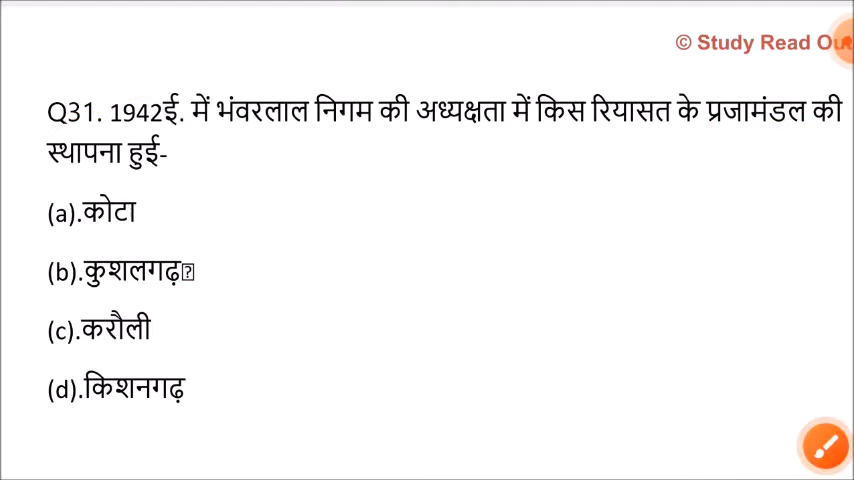 © Study Read Ou
Q31. 1942ई. में भंवरलाल निगम की अध्यक्षता में किस रियासत के प्रजामंडल की
स्थापना हुई-
(a).कोटा
(b).कुशलगढ़
(c).करौली
(d).किशनगढ़